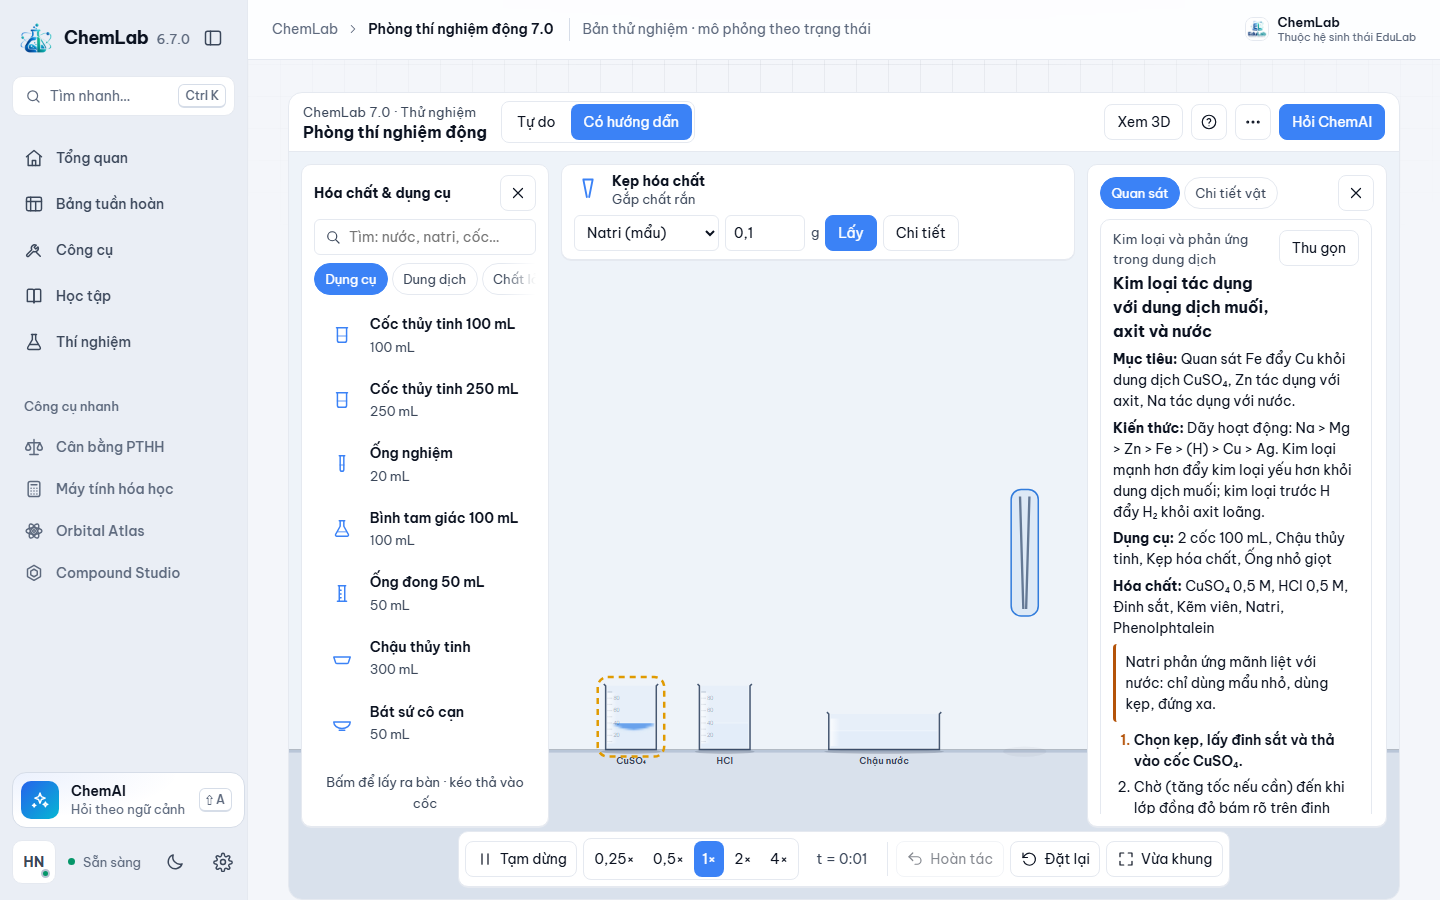 ChemLab 6.7.0
Tìm nhanh... Ctrl K
Tổng quan
Bảng tuần hoàn
Công cụ
Học tập
Thí nghiệm
Công cụ nhanh
Cân bằng PTHH
Máy tính hóa học
Orbital Atlas
Compound Studio
ChemAI
Hỏi theo ngữ cảnh
⇧ A
HN
Sẵn sàng
ChemLab > Phòng thí nghiệm động 7.0
Bản thử nghiệm · mô phỏng theo trạng thái
ChemLab
Thuộc hệ sinh thái EduLab
ChemLab 7.0 · Thử nghiệm
Phòng thí nghiệm động
Tự do
Có hướng dẫn
Xem 3D
Hỏi ChemAI
Hóa chất & dụng cụ
Tìm: nước, natri, cốc...
Dụng cụ
Dung dịch
Cốc thủy tinh 100 mL
100 mL
Cốc thủy tinh 250 mL
250 mL
Ống nghiệm
20 mL
Bình tam giác 100 mL
100 mL
Ống đong 50 mL
50 mL
Chậu thủy tinh
300 mL
Bát sứ cô cạn
50 mL
Bấm để lấy ra bàn · kéo thả vào
cốc
Kẹp hóa chất
Gắp chất rắn
Natri (mẩu)
0,1
g
Lấy
Chi tiết
CuSO₄
HCl
Chậu nước
Quan sát
Chi tiết vật
Kim loại và phản ứng
trong dung dịch
Thu gọn
Kim loại tác dụng
với dung dịch muối,
axit và nước
Mục tiêu: Quan sát Fe đẩy Cu khỏi
dung dịch CuSO₄, Zn tác dụng với
axit, Na tác dụng với nước.
Kiến thức: Dãy hoạt động: Na > Mg
> Zn > Fe > (H) > Cu > Ag. Kim loại
mạnh hơn đẩy kim loại yếu hơn khỏi
dung dịch muối; kim loại trước H
đẩy H₂ khỏi axit loãng.
Dụng cụ: 2 cốc 100 mL, Chậu thủy
tinh, Kẹp hóa chất, Ống nhỏ giọt
Hóa chất: CuSO₄ 0,5 M, HCl 0,5 M,
Đinh sắt, Kẽm viên, Natri,
Phenolphtalein
Natri phản ứng mãnh liệt với
nước: chỉ dùng mẩu nhỏ, dùng
kẹp, đứng xa.
1. Chọn kẹp, lấy đinh sắt và thả
vào cốc CuSO₄.
2. Chờ (tăng tốc nếu cần) đến khi
lớp đồng đỏ bám rõ trên đinh
Tạm dừng
0,25×
0,5×
1×
2×
4×
t = 0:01
Hoàn tác
Đặt lại
Vừa khung